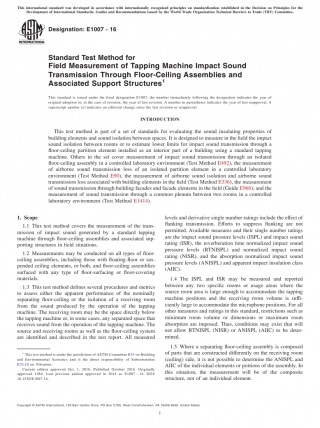 This international standard was developed in accordance with internationally recognized principles on standardization established in the Decision on Principles for the
Development of International Standards, Guides and Recommendations issued by the World Trade Organization Technical Barriers to Trade (TBT) Committee.
Designation: E1007 − 16
Standard Test Method for
Field Measurement of Tapping Machine Impact Sound
Transmission Through Floor-Ceiling Assemblies and
Associated Support Structures1
This standard is issued under the fixed designation E1007; the number immediately following the designation indicates the year of
original adoption or, in the case of revision, the year of last revision. A number in parentheses indicates the year of last reapproval. A
superscript epsilon (ε) indicates an editorial change since the last revision or reapproval.
INTRODUCTION
This test method is part of a set of standards for evaluating the sound insulating properties of
building elements and sound isolation between spaces. It is designed to measure in the field the impact
sound isolation between rooms or to estimate lower limits for impact sound transmission through a
floor-ceiling partition element installed as an interior part of a building using a standard tapping
machine. Others in the set cover measurement of impact sound transmission through an isolated
floor-ceiling assembly in a controlled laboratory environment (Test Method E492), the measurement
of airborne sound transmission loss of an isolated partition element in a controlled laboratory
environment (Test Method E90), the measurement of airborne sound isolation and airborne sound
transmission loss associated with building partitions in the field (Test Method E336), the measurement
of sound transmission through building facades and facade elements in the field (Guide E966), and the
measurement of sound transmission through a common plenum between two rooms in a controlled
laboratory environment (Test Method E1414).
1. Scope
1.1 This test method covers the measurement of the trans-
mission of impact sound generated by a standard tapping
machine through floor-ceiling assemblies and associated sup-
porting structures in field situations.
1.2 Measurements may be conducted on all types of floor-
ceiling assemblies, including those with floating-floor or sus-
pended ceiling elements, or both, and floor-ceiling assemblies
surfaced with any type of floor-surfacing or floor-covering
materials.
1.3 This test method defines several procedures and metrics
to assess either the apparent performance of the nominally
separating floor-ceiling or the isolation of a receiving room
from the sound produced by the operation of the tapping
machine. The receiving room may be the space directly below
the tapping machine or, in some cases, any separated space that
receives sound from the operation of the tapping machine. The
source and receiving rooms as well as the floor-ceiling system
are identified and described in the test report. All measured
1 This test method is under the jurisdiction of ASTM Committee E33 on Building
and Environmental Acoustics and is the direct responsibility of Subcommittee
E33.03 on
Current edition approved Oct. 1, 2016. Published October 2016. Originally
approved 1984. Last previous edition approved in 2014 as E1007 – 14. DOI:
10.1520/E1007-16.
levels and derivative single number ratings include the effect of
flanking transmission. Efforts to suppress flanking are not
permitted. Available measures and their single number ratings
are the impact sound pressure levels (ISPL) and impact sound
rating (ISR), the reverberation time normalized impact sound
pressure levels (RTNISPL) and normalized impact sound
rating (NISR), and the absorption normalized impact sound
pressure levels (ANISPL) and apparent impact insulation class
(AIIC).
1.4 The ISPL and ISR may be measured and reported
between any two specific rooms or usage areas where the
source room area is large enough to accommodate the tapping
machine positions and the receiving room volume is suffi-
ciently large to accommodate the microphone positions. For all
other measures and ratings in this standard, restrictions such as
minimum room volume or dimensions or maximum room
absorption are imposed. Thus, conditions may exist that will
not allow RTNISPL (NISR) or ANISPL (AIIC) to be deter-
mined.
1.5 Where a separating floor-ceiling assembly is composed
of parts that are constructed differently on the receiving room
(ceiling) side, it is not possible to determine the ANISPL and
AIIC of the individual elements or portions of the assembly. In
this situation, the measurement will be of the composite
structure, not of an individual element.
Copyright © ASTM International, 100 Barr Harbor Drive, PO Box C700, West Conshohocken, PA 19428-2959. United States
1